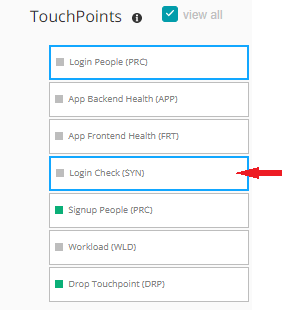 TouchPoints view all
Login People (PRC)
App Backend Health (APP)
App Frontend Health (FRT)
Login Check (SYN)
Signup People (PRC)
Workload (WLD)
Drop Touchpoint (DRP)